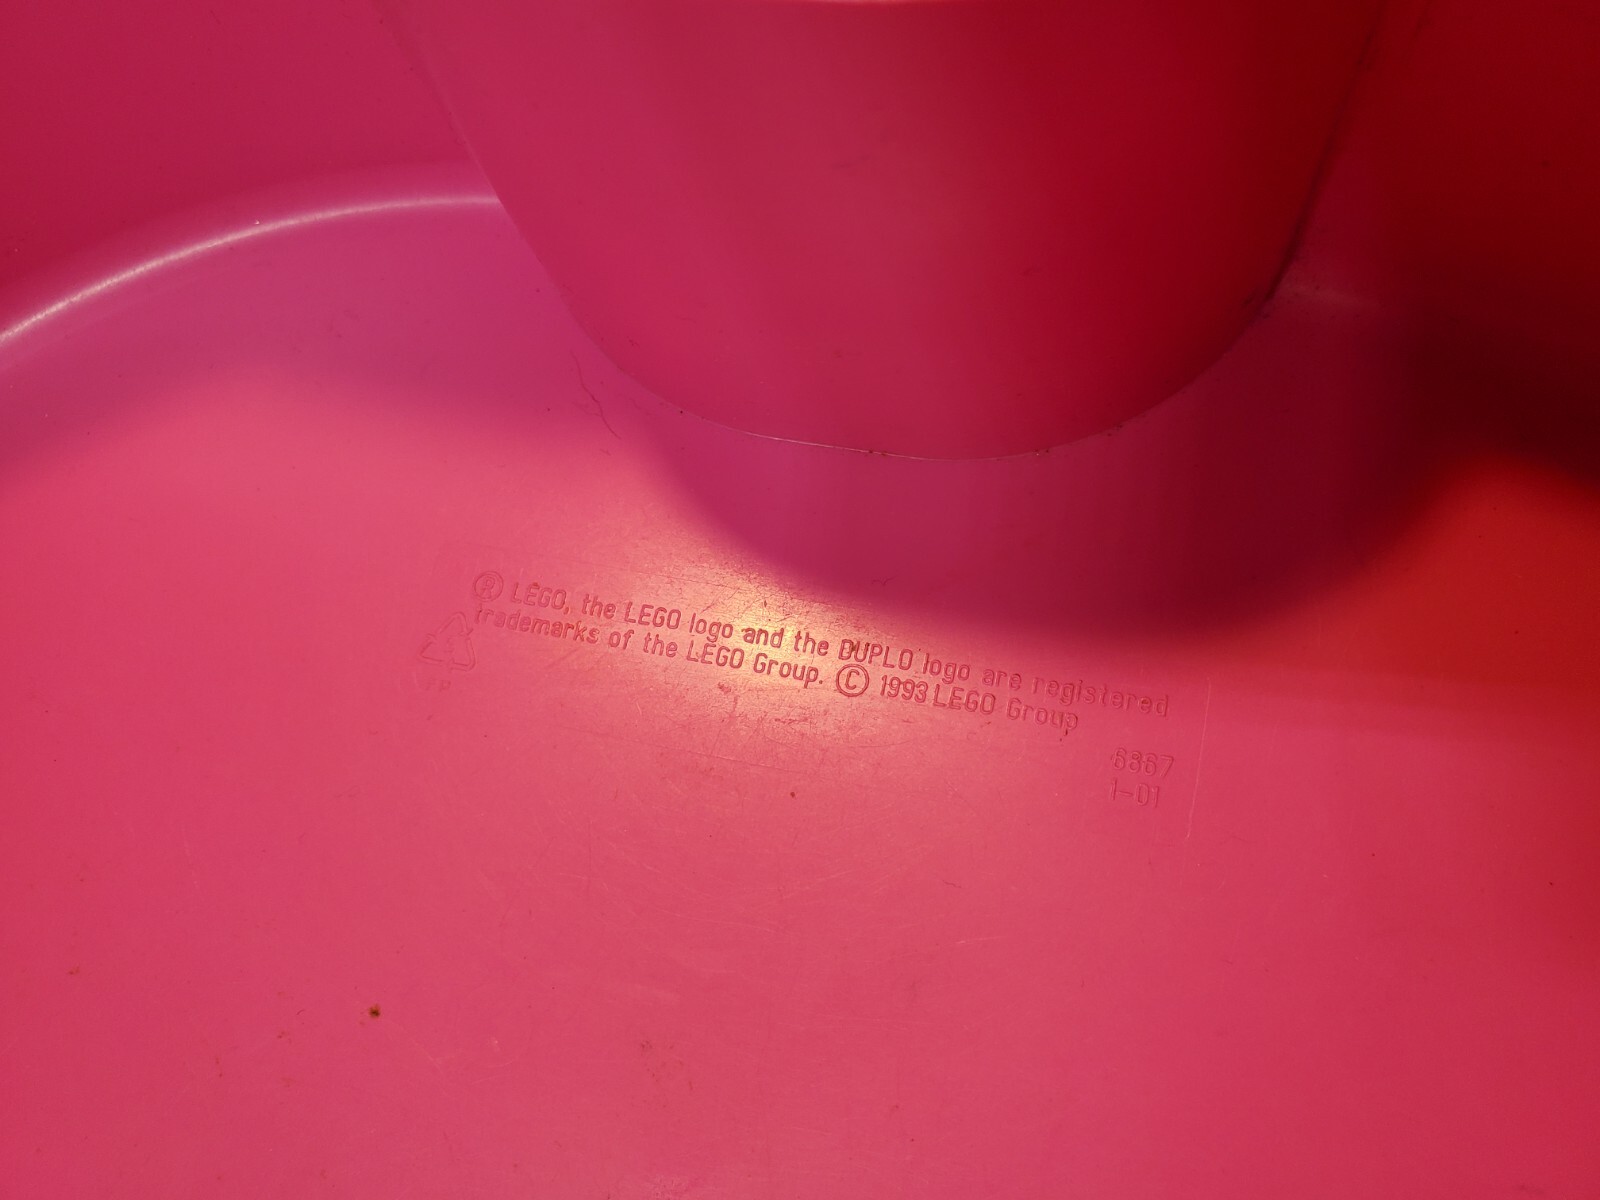 ® LEGO, the LEGO logo and the DUPLO logo are registered
trademarks of the LEGO Group. © 1993 LEGO Group
6867
1-01